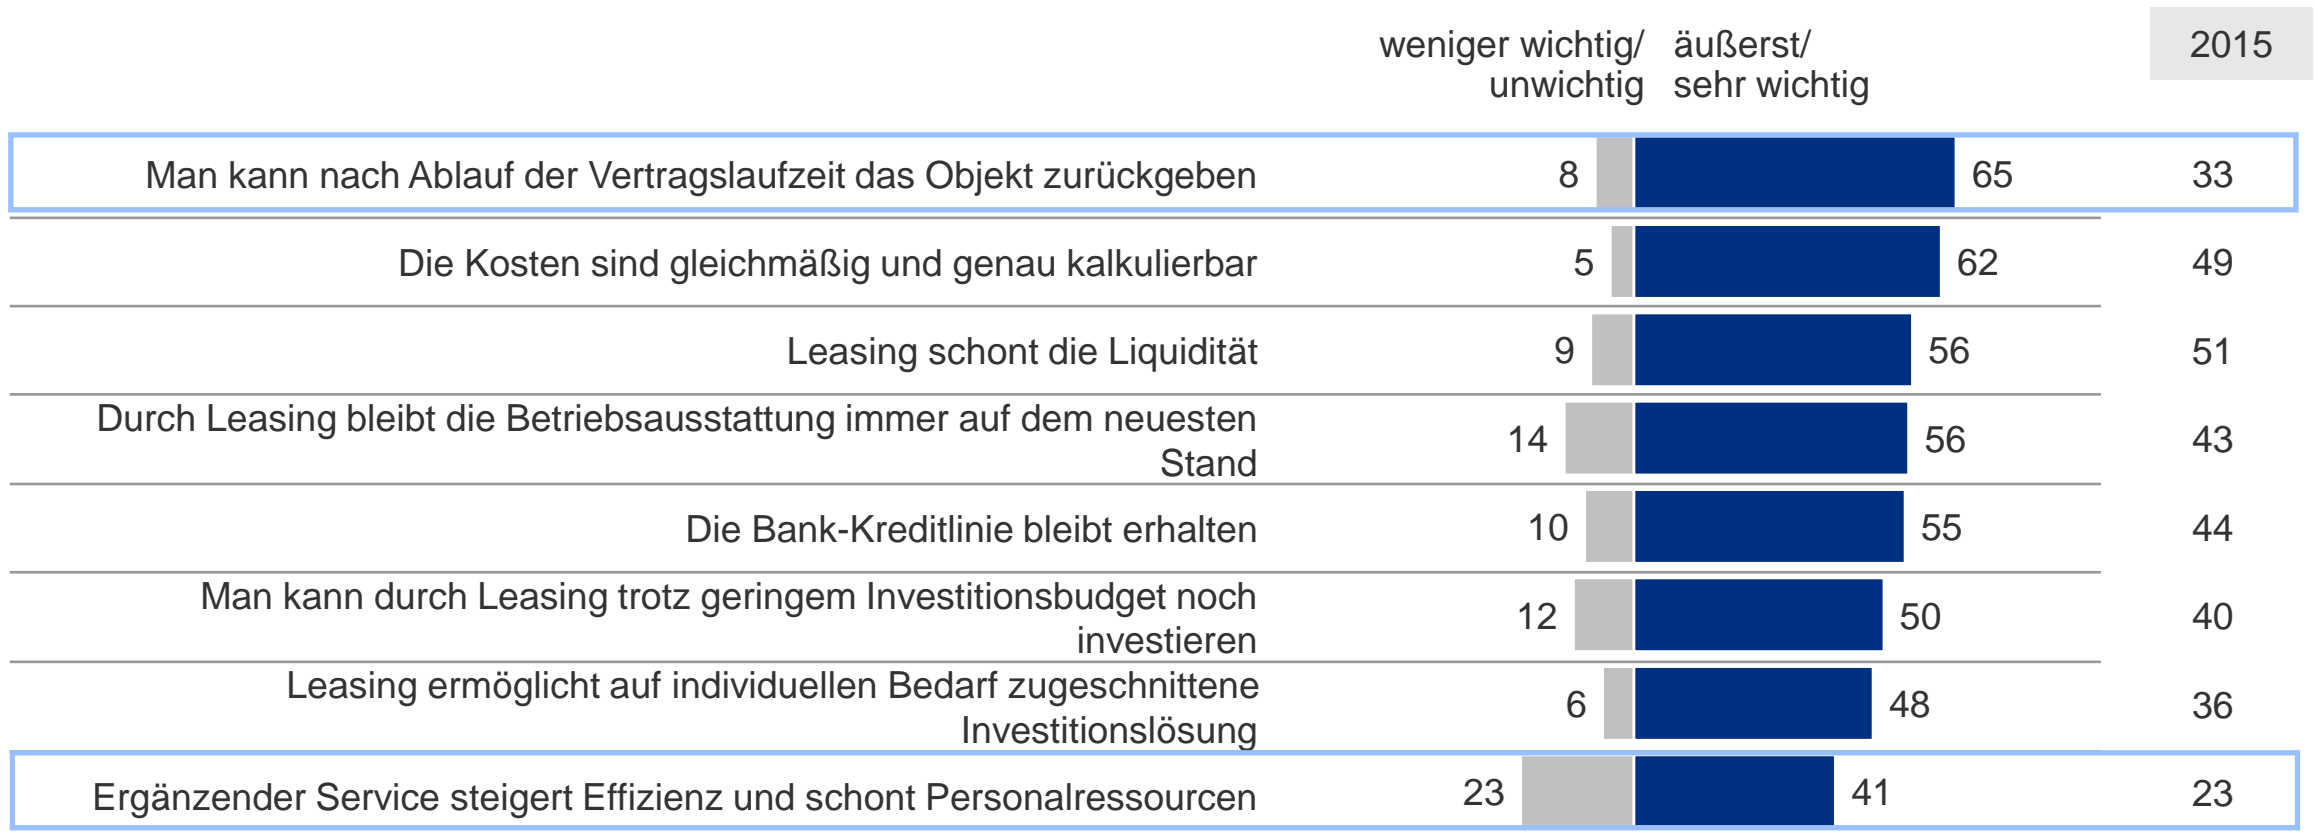 weniger wichtig/ äußerst/ 2015
unwichtig sehr wichtig
Man kann nach Ablauf der Vertragslaufzeit das Objekt zurückgeben 8 65 33
Die Kosten sind gleichmäßig und genau kalkulierbar 5 62 49
Leasing schont die Liquidität 9 56 51
Durch Leasing bleibt die Betriebsausstattung immer auf dem neuesten
Stand 14 56 43
Die Bank-Kreditlinie bleibt erhalten 10 55 44
Man kann durch Leasing trotz geringem Investitionsbudget noch
investieren 12 50 40
Leasing ermöglicht auf individuellen Bedarf zugeschnittene
Investitionslösung 6 48 36
Ergänzender Service steigert Effizienz und schont Personalressourcen 23 41 23